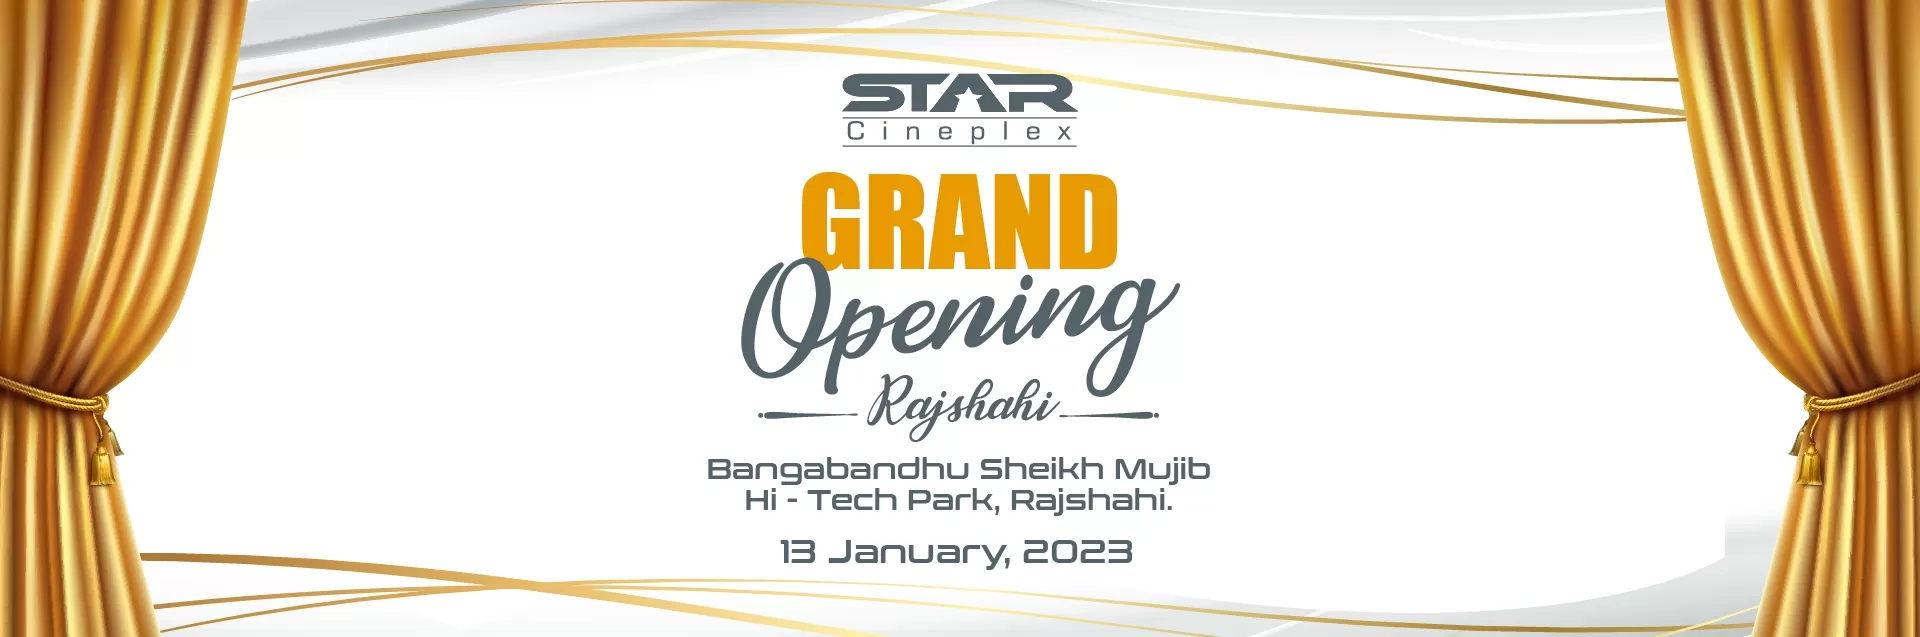 STAR
Cineplex
GRAND
Opening
Rajshahi
Bangabandhu Sheikh Mujib
Hi - Tech Park, Rajshahi.
13 January, 2023